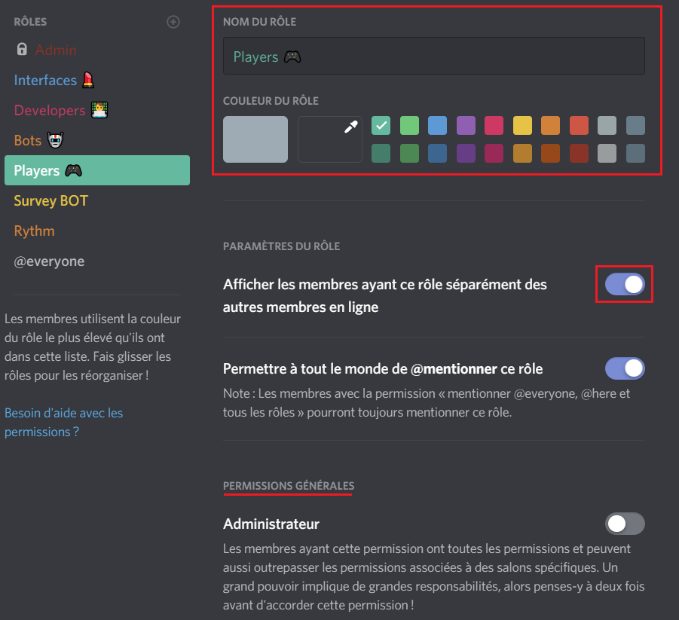 RÔLES
Admin
Interfaces
Developers
Bots
Players
Survey BOT
Rythm
@everyone
Les membres utilisent la couleur
du rôle le plus élevé qu'ils ont
dans cette liste. Fais glisser les
rôles pour les réorganiser !
Besoin d'aide avec les
permissions ?
NOM DU RÔLE
Players
COULEUR DU RÔLE
PARAMÈTRES DU RÔLE
Afficher les membres ayant ce rôle séparément des
autres membres en ligne
Permettre à tout le monde de @mentionner ce rôle
Note : Les membres avec la permission « mentionner @everyone, @here et
tous les rôles » pourront toujours mentionner ce rôle.
PERMISSIONS GÉNÉRALES
Administrateur
Les membres ayant cette permission ont toutes les permissions et peuvent
aussi outrepasser les permissions associées à des salons spécifiques. Un
grand pouvoir implique de grandes responsabilités, alors penses-y à deux fois
avant d'accorder cette permission !